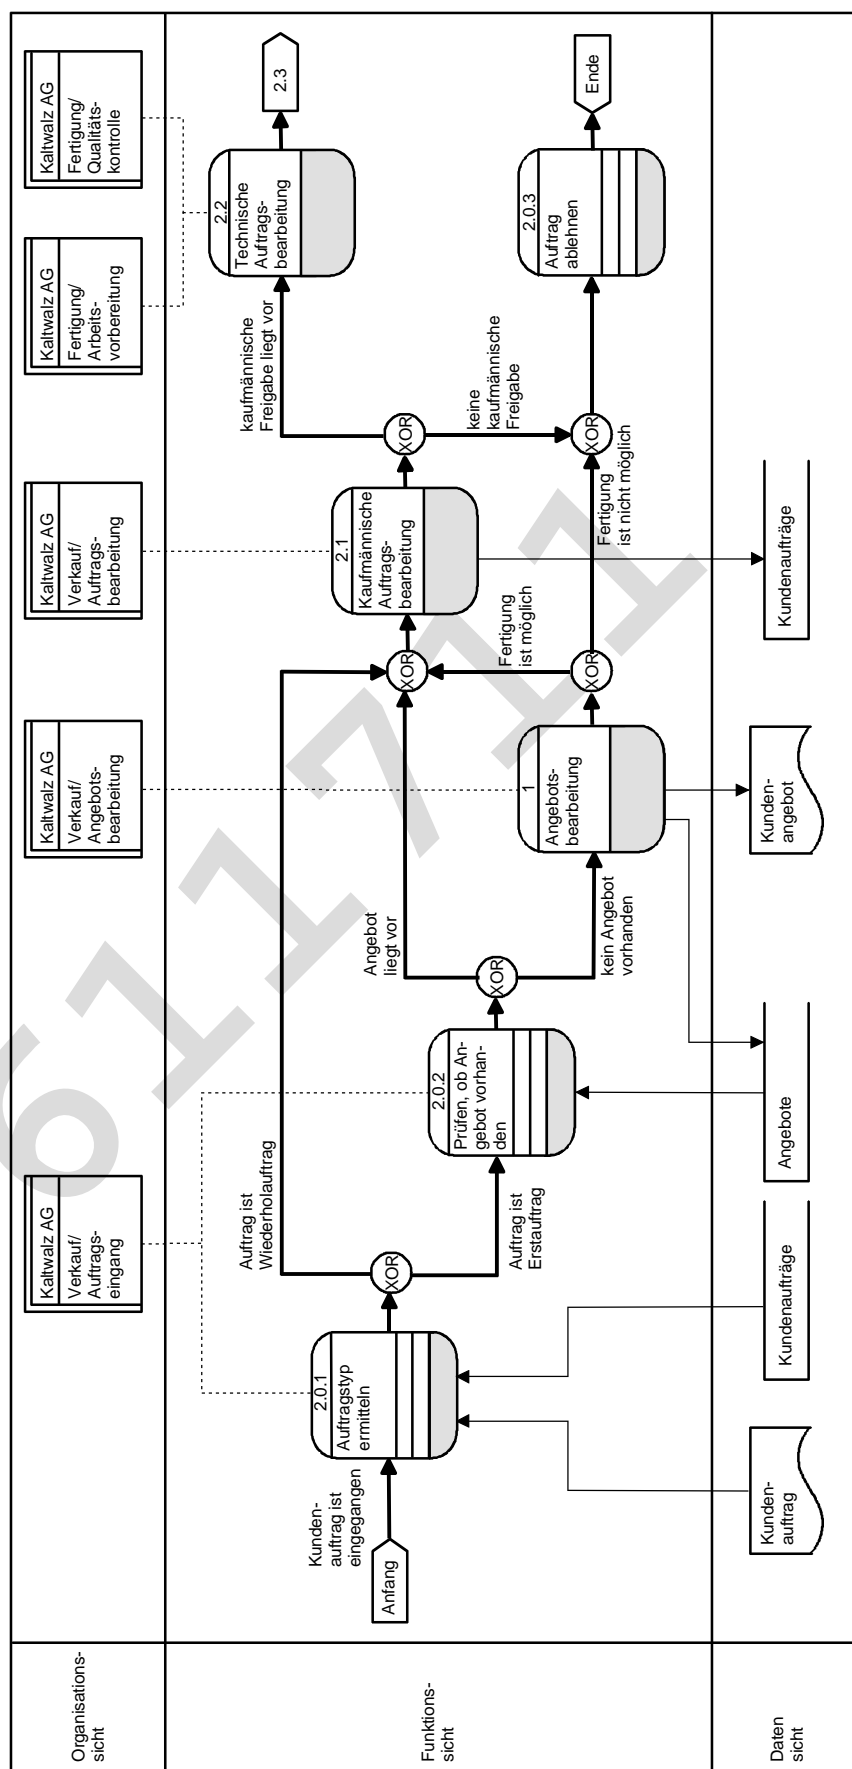 Organisations-
sicht
Kaltwalz AG
Verkauf/
Auftrags-
eingang
Kaltwalz AG
Verkauf/
Angebots-
bearbeitung
Kaltwalz AG
Verkauf/
Auftrags-
bearbeitung
Kaltwalz AG
Fertigung/
Arbeits-
vorbereitung
Kaltwalz AG
Fertigung/
Qualitäts-
kontrolle
Funktions-
sicht
Anfang
Kunden-
auftrag ist
eingegangen
2.0.1
Auftragstyp
ermitteln
XOR
Auftrag ist
Wiederholauftrag
Auftrag ist
Erstauftrag
2.0.2
Prüfen, ob An-
gebot vorhan-
den
XOR
Angebot
liegt vor
kein Angebot
vorhanden
1
Angebots-
bearbeitung
XOR
Fertigung
ist möglich
Fertigung
ist nicht möglich
XOR
2.1
Kaufmännische
Auftrags-
bearbeitung
XOR
kaufmännische
Freigabe liegt vor
keine
kaufmännische
Freigabe
XOR
2.2
Technische
Auftrags-
bearbeitung
2.3
2.0.3
Auftrag
ablehnen
Ende
Daten
sicht
Kunden-
auftrag
Kundenaufträge
Angebote
Kunden-
angebot
Kundenaufträge
611711